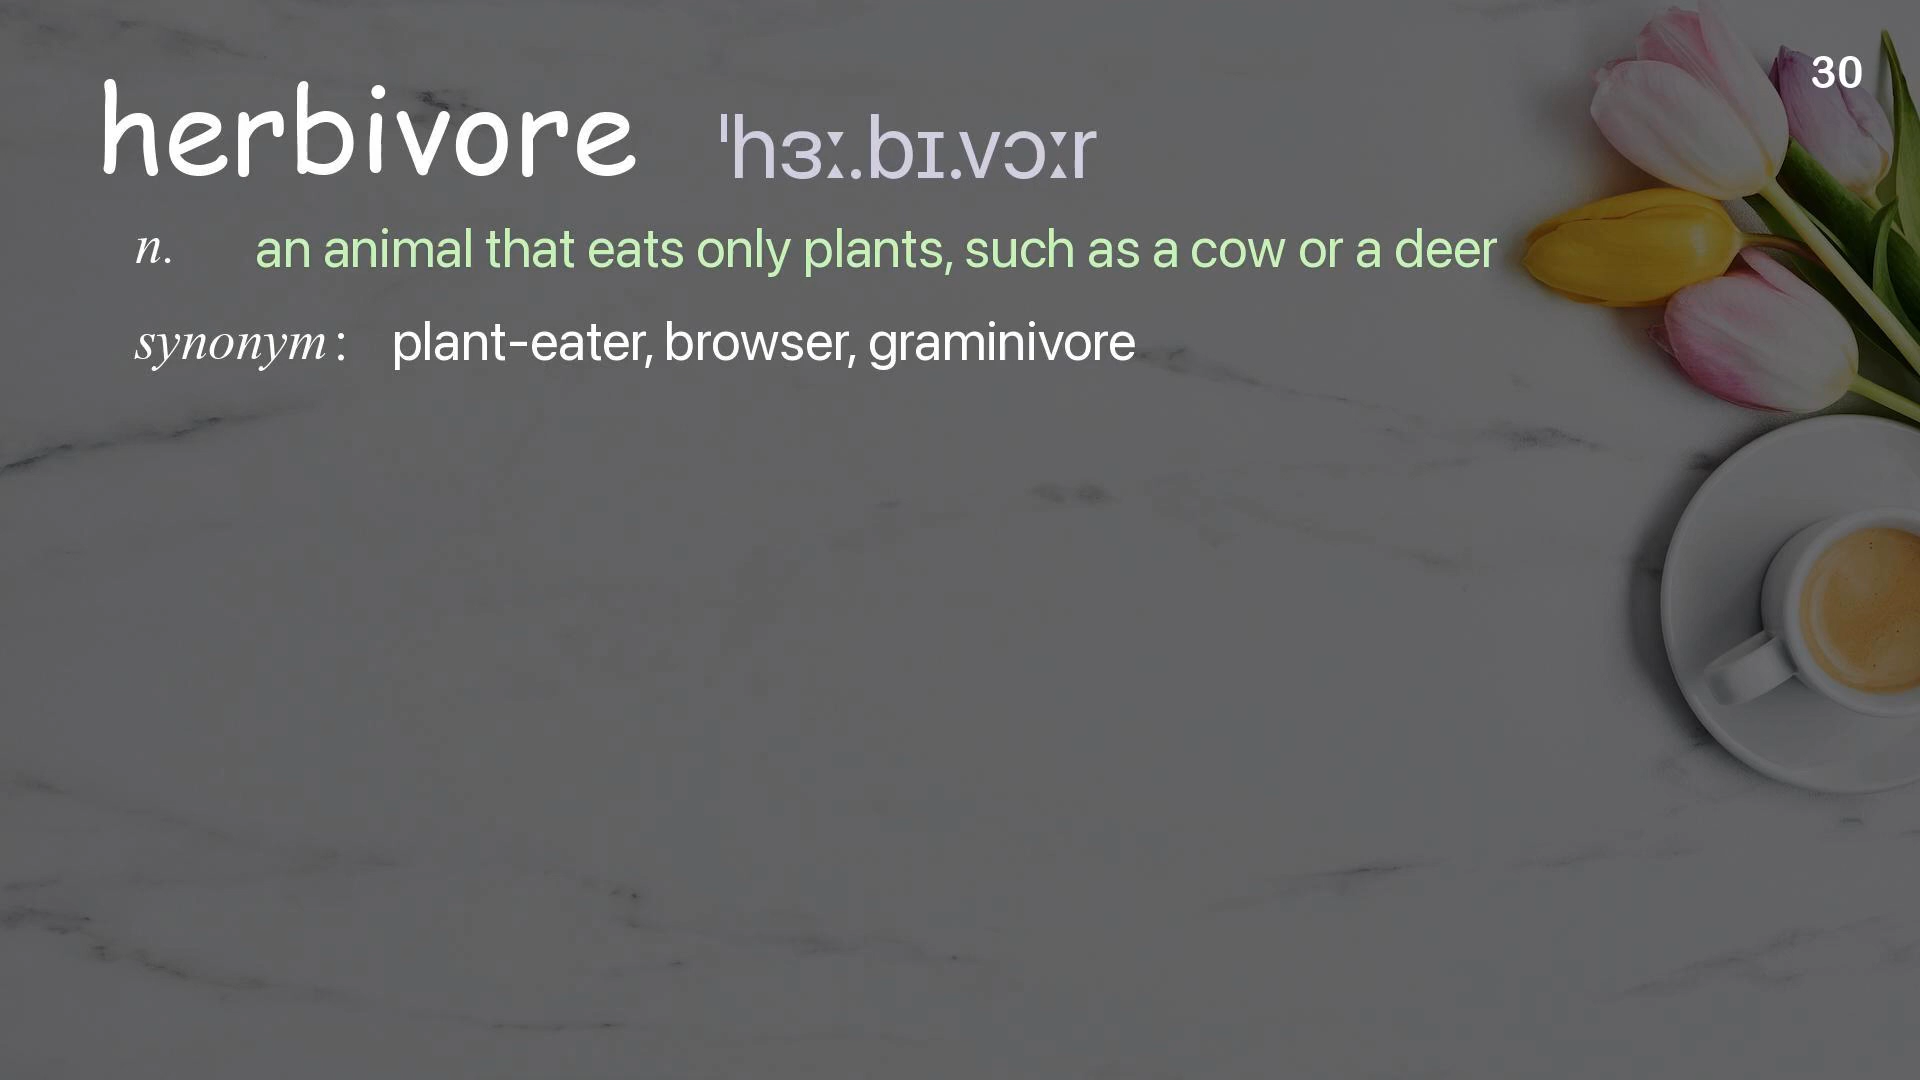 30
herbivore ˈhɜː.bɪ.vɔːr
n. an animal that eats only plants, such as a cow or a deer
synonym: plant-eater, browser, graminivore